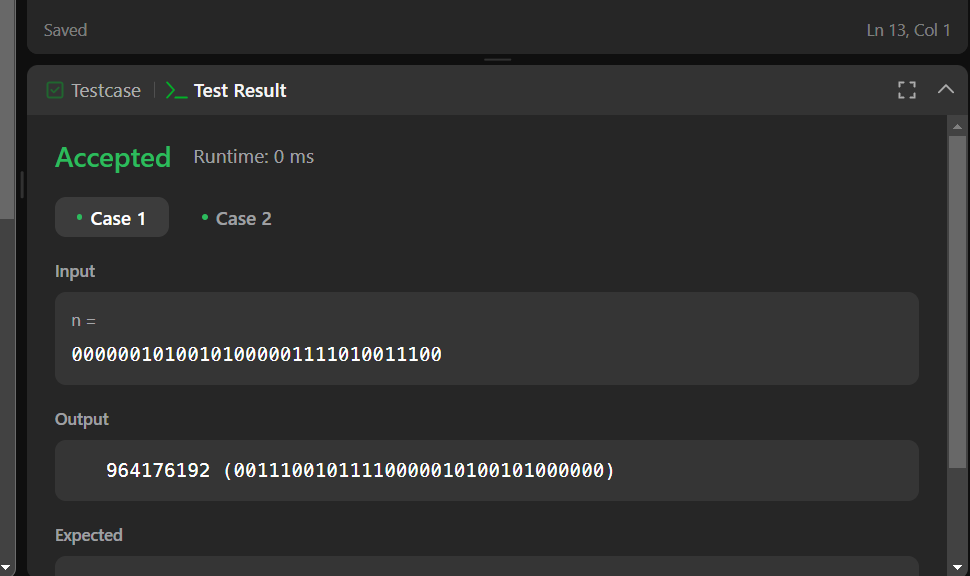 Saved
Ln 13, Col 1
Testcase
Test Result
Accepted
Runtime: 0 ms
Case 1
Case 2
Input
n =
00000010100101000001111010011100
Output
964176192 (00111001011110000010100101000000)
Expected